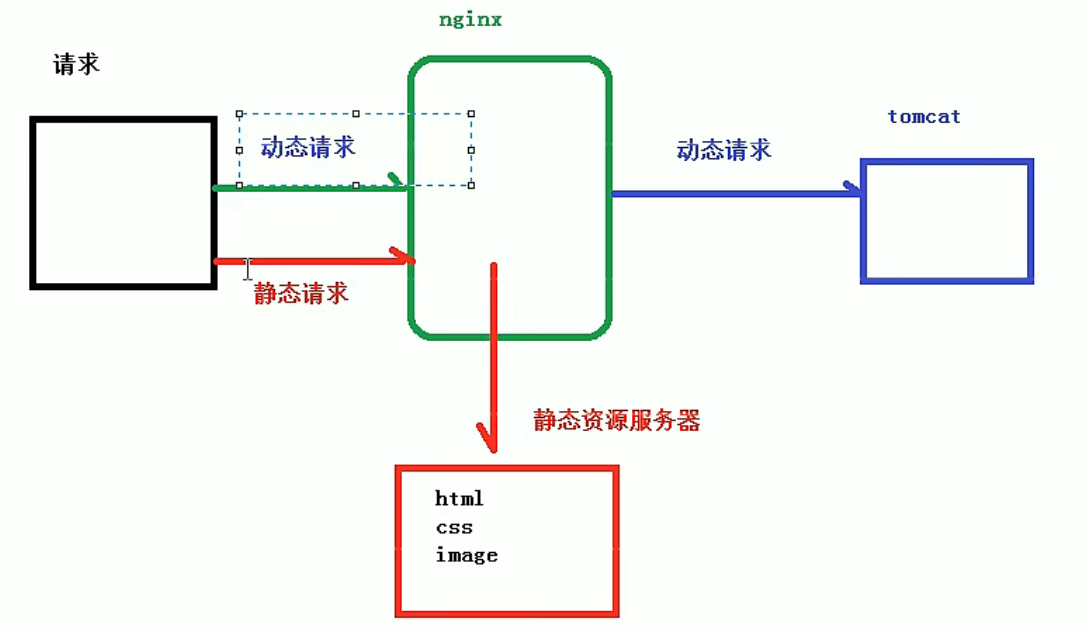 nginx
请求
tomcat
动态请求
动态请求
静态请求
静态资源服务器
html
css
image